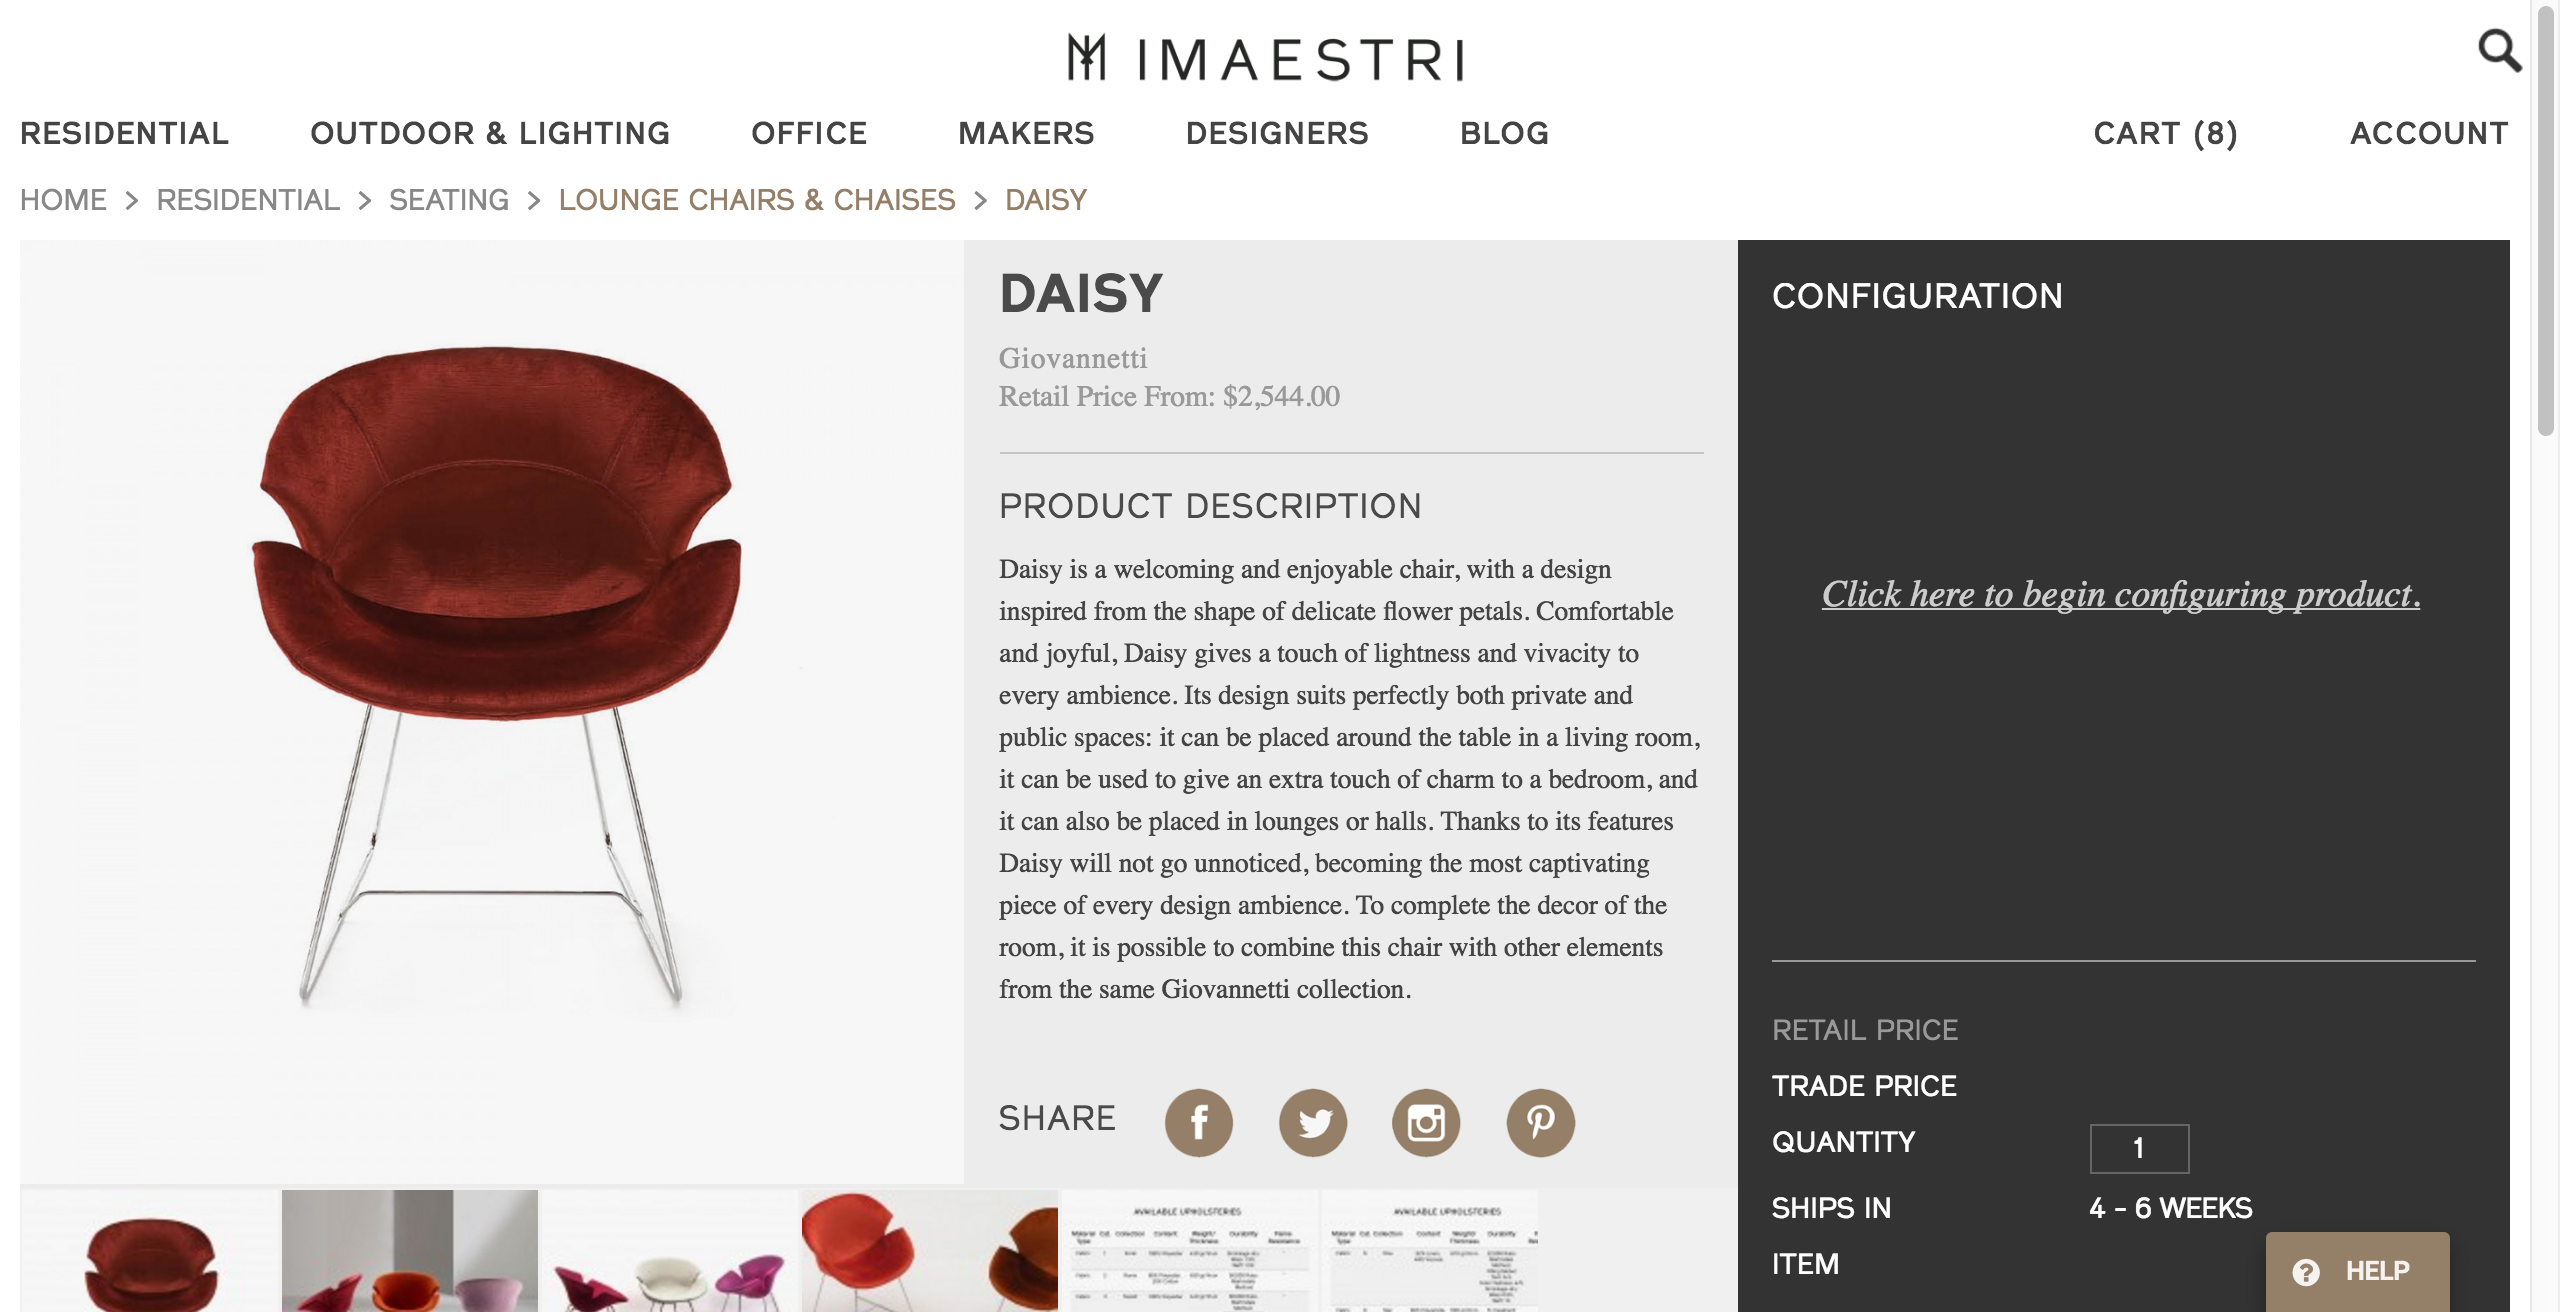 IMAESTRI
RESIDENTIAL OUTDOOR & LIGHTING OFFICE MAKERS DESIGNERS BLOG CART (8) ACCOUNT
HOME > RESIDENTIAL > SEATING > LOUNGE CHAIRS & CHAISES > DAISY
DAISY
Giovannetti
Retail Price From: $2,544.00
PRODUCT DESCRIPTION
Daisy is a welcoming and enjoyable chair, with a design
inspired from the shape of delicate flower petals. Comfortable
and joyful, Daisy gives a touch of lightness and vivacity to
every ambience. Its design suits perfectly both private and
public spaces: it can be placed around the table in a living room,
it can be used to give an extra touch of charm to a bedroom, and
it can also be placed in lounges or halls. Thanks to its features
Daisy will not go unnoticed, becoming the most captivating
piece of every design ambience. To complete the decor of the
room, it is possible to combine this chair with other elements
from the same Giovannetti collection.
SHARE
AVAILABLE UPHOLSTERIES
AVAILABLE UPHOLSTERIES
CONFIGURATION
Click here to begin configuring product.
RETAIL PRICE
TRADE PRICE
QUANTITY 1
SHIPS IN 4 - 6 WEEKS
ITEM
HELP